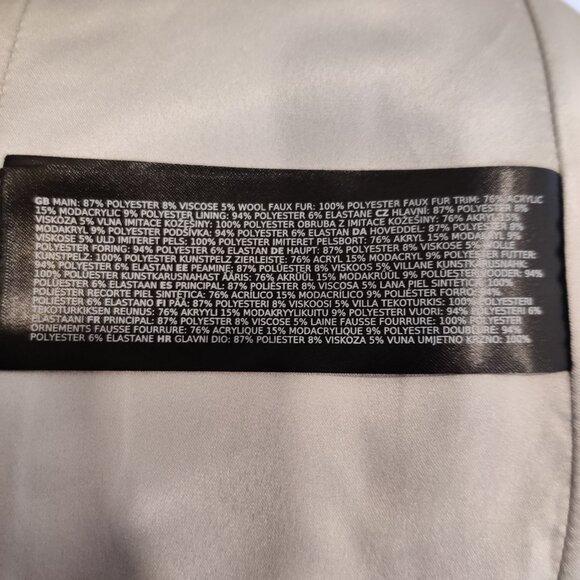 GB MAIN: 87% POLYESTER 8% VISCOSE 5% WOOL FAUX FUR: 100% POLYESTER FAUX FUR TRIM: 76% ACRYLIC
15% MODACRYLIC 9% POLYESTER LINING: 94% POLYESTER 6% ELASTANE CZ HLAVNI: 87% POLYESTER 8%
VISKÓZA 5% VLNA IMITACE KOŽEŠINY: 100% POLYESTER OBRUBA Z IMITACE KOŽEŠINY: 76% AKRYL 15%
MODAKRYL 9% POLYESTER PODŠÍVKA: 94% POLYESTER 6% ELASTAN DA HOVEDDEL: 87% POLYESTER 8%
VISKOSE 5% ULD IMITERET PELS: 100% POLYESTER IMITERET PELSBORT: 76% AKRYL 15% MODAKRYL 9%
POLYESTER FORING: 94% POLYESTER 6% ELASTAN DE HAUPT: 87% POLYESTER 8% VISKOSE 5% WOLLE
KUNSTPELZ: 100% POLYESTER KUNSTPELZ ZIERLEISTE: 76% ACRYL 15% MODACRYL 9% POLYESTER FUTTER:
94% POLYESTER 6% ELASTAN EE PEAMINE: 87% POLÜESTER 8% VISKOOS 5% VILLANE KUNSTKARUSNAHK:
100% POLÜESTER KUNSTKARUSNAHAST ÄÄRIS: 76% AKRÜÜL 15% MODAKRÜÜL 9% POLÜESTER VOODER: 94%
POLÜESTER 6% ELASTAAN ES PRINCIPAL: 87% POLIÉSTER 8% VISCOSA 5% LANA PIEL SINTÉTICA: 100%
POLIÉSTER RECORTE PIEL SINTÉTICA: 76% ACRÍLICO 15% MODACRÍLICO 9% POLIÉSTER FORRO: 94%
POLIÉSTER 6% ELASTANO FI PÄÄ: 87% POLYESTERI 8% VISKOOSI 5% VILLA TEKOTURKIS: 100% POLYESTERI
TEKOTURKIKSEN REUNUS: 76% AKRYYLI 15% MODAKRYYLIKUITU 9% POLYESTERI VUORI: 94% POLYESTERI 6%
ELASTAANI FR PRINCIPAL: 87% POLYESTER 8% VISCOSE 5% LAINE FAUSSE FOURRURE: 100% POLYESTER
ORNEMENTS FAUSSE FOURRURE: 76% ACRYLIQUE 15% MODACRYLIQUE 9% POLYESTER DOUBLURE: 94%
POLYESTER 6% ÉLASTANE HR GLAVNI DIO: 87% POLIESTER 8% VISKOZA 5% VUNA UMJETNO KRZNO: 100%